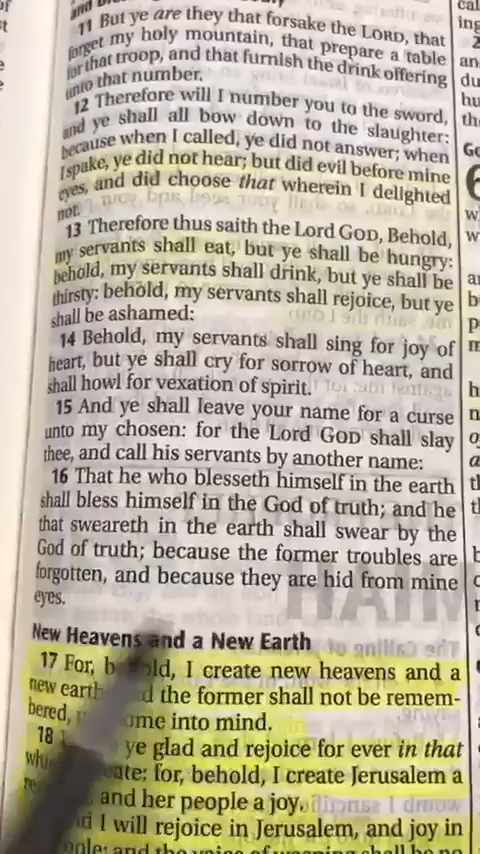 11 But ye are they that forsake the LORD, that
forget my holy mountain, that prepare a table
for that troop, and that furnish the drink offering
unto that number.
12 Therefore will I number you to the sword,
and ye shall all bow down to the slaughter:
because when I called, ye did not answer; when
I spake, ye did not hear; but did evil before mine
eyes, and did choose that wherein I delighted
not.
13 Therefore thus saith the Lord GOD, Behold,
my servants shall eat, but ye shall be hungry:
behold, my servants shall drink, but ye shall be
thirsty: behold, my servants shall rejoice, but ye
shall be ashamed:
14 Behold, my servants shall sing for joy of
heart, but ye shall cry for sorrow of heart, and
shall howl for vexation of spirit.
15 And ye shall leave your name for a curse
unto my chosen: for the Lord GOD shall slay
thee, and call his servants by another name:
16 That he who blesseth himself in the earth
shall bless himself in the God of truth; and he
that sweareth in the earth shall swear by the
God of truth; because the former troubles are
forgotten, and because they are hid from mine
eyes.
New Heavens and a New Earth
17 For, behold, I create new heavens and a
new earth the former shall not be remem-
bered, come into mind.
18 ye glad and rejoice for ever in that
for, behold, I create Jerusalem a
and her people a joy.
I will rejoice in Jerusalem, and joy in